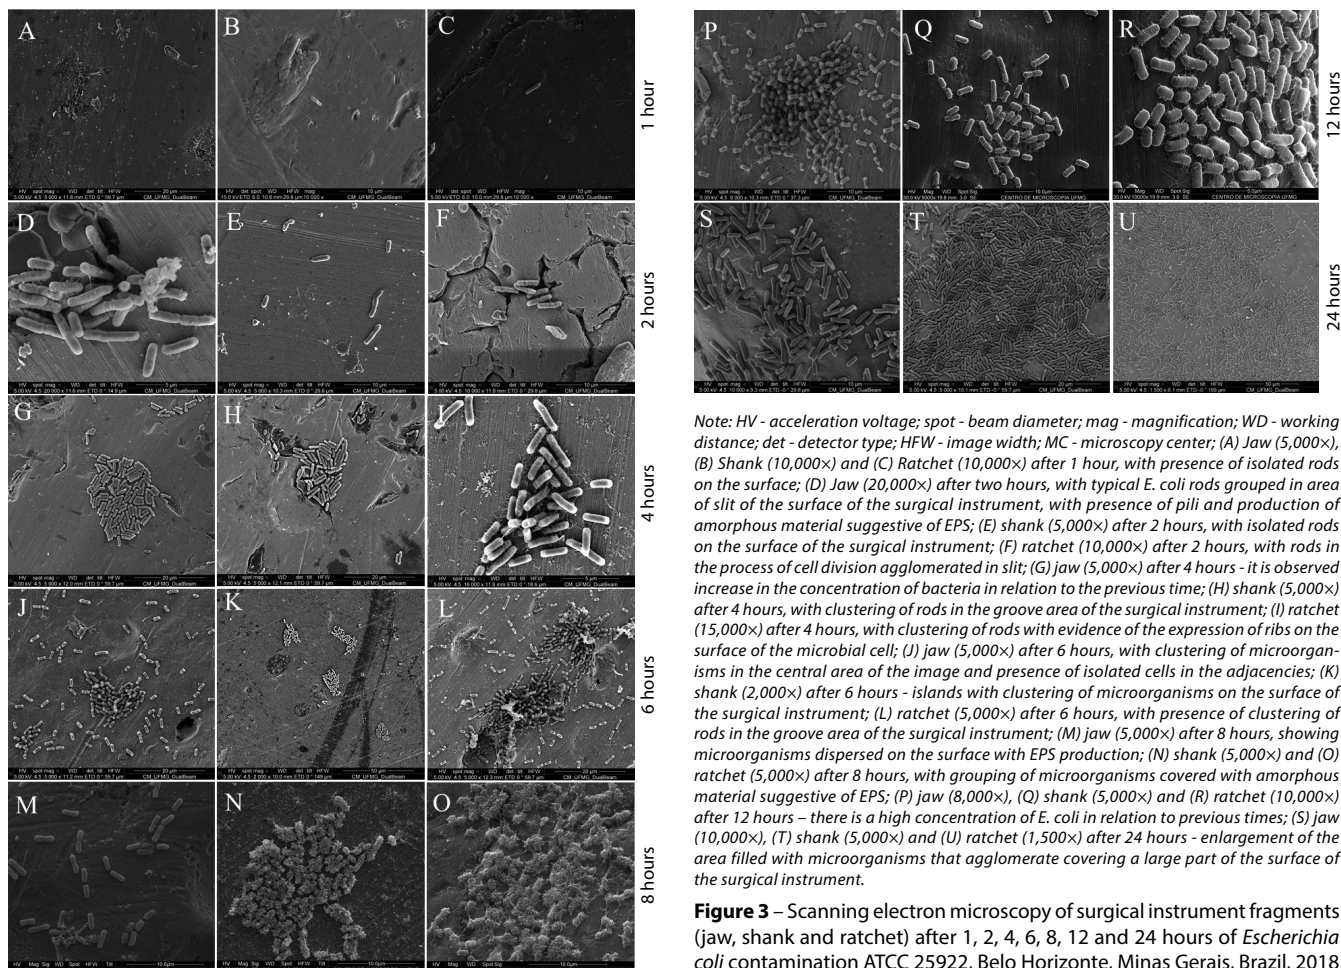 A
B
C
1 hour
D
E
F
2 hours
G
H
I
4 hours
J
K
L
6 hours
M
N
O
8 hours
P
Q
R
12 hours
S
T
U
24 hours
Note: HV - acceleration voltage; spot - beam diameter; mag - magnification; WD - working
distance; det - detector type; HFW - image width; MC - microscopy center; (A) Jaw (5,000×),
(B) Shank (10,000×) and (C) Ratchet (10,000×) after 1 hour, with presence of isolated rods
on the surface; (D) Jaw (20,000×) after two hours, with typical E. coli rods grouped in area
of slit of the surface of the surgical instrument, with presence of pili and production of
amorphous material suggestive of EPS; (E) shank (5,000×) after 2 hours, with isolated rods
on the surface of the surgical instrument; (F) ratchet (10,000×) after 2 hours, with rods in
the process of cell division agglomerated in slit; (G) jaw (5,000×) after 4 hours - it is observed
increase in the concentration of bacteria in relation to the previous time; (H) shank (5,000×)
after 4 hours, with clustering of rods in the groove area of the surgical instrument; (I) ratchet
(15,000×) after 4 hours, with clustering of rods with evidence of the expression of ribs on the
surface of the microbial cell; (J) jaw (5,000×) after 6 hours, with clustering of microorgan-
isms in the central area of the image and presence of isolated cells in the adjacencies; (K)
shank (2,000×) after 6 hours - islands with clustering of microorganisms on the surface of
the surgical instrument; (L) ratchet (5,000×) after 6 hours, with presence of clustering of
rods in the groove area of the surgical instrument; (M) jaw (5,000×) after 8 hours, showing
microorganisms dispersed on the surface with EPS production; (N) shank (5,000×) and (O)
ratchet (5,000×) after 8 hours, with grouping of microorganisms covered with amorphous
material suggestive of EPS; (P) jaw (8,000×), (Q) shank (5,000×) and (R) ratchet (10,000×)
after 12 hours – there is a high concentration of E. coli in relation to previous times; (S) jaw
(10,000×), (T) shank (5,000×) and (U) ratchet (1,500×) after 24 hours - enlargement of the
area filled with microorganisms that agglomerate covering a large part of the surface of
the surgical instrument.
Figure 3 – Scanning electron microscopy of surgical instrument fragments
(jaw, shank and ratchet) after 1, 2, 4, 6, 8, 12 and 24 hours of Escherichia
coli contamination ATCC 25922, Belo Horizonte, Minas Gerais, Brazil, 2018